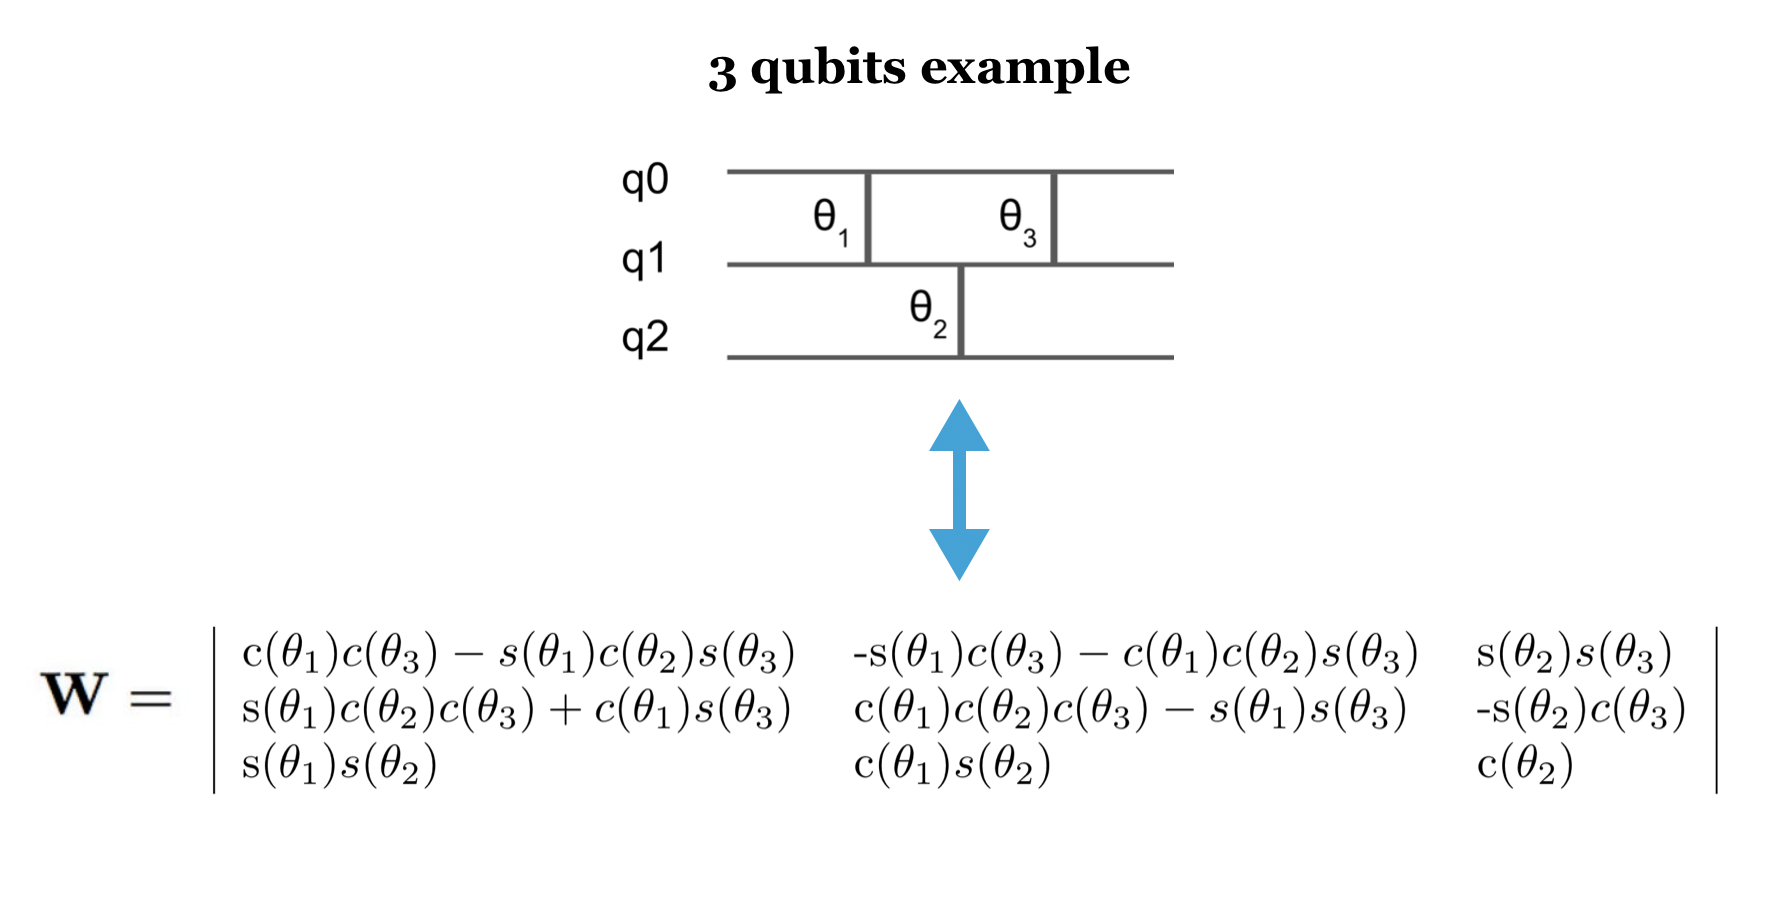 3 qubits example
q0
θ1 θ3
q1
θ2
q2
W =
c(θ1)c(θ3) − s(θ1)c(θ2)s(θ3) -s(θ1)c(θ3) − c(θ1)c(θ2)s(θ3) s(θ2)s(θ3)
s(θ1)c(θ2)c(θ3) + c(θ1)s(θ3) c(θ1)c(θ2)c(θ3) − s(θ1)s(θ3) -s(θ2)c(θ3)
s(θ1)s(θ2) c(θ1)s(θ2) c(θ2)